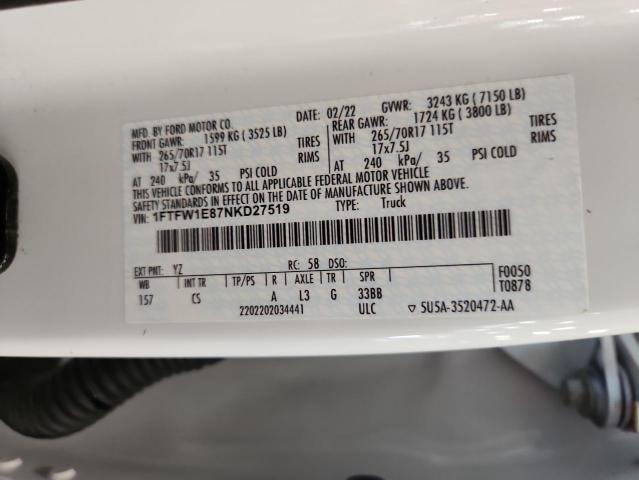 MFD. BY FORD MOTOR CO. DATE: 02/22 GVWR: 3243 KG (7150 LB)
FRONT GAWR: 1599 KG (3525 LB) REAR GAWR: 1724 KG (3800 LB)
WITH 265/70R17 115T TIRES WITH 265/70R17 115T TIRES
17x7.5J RIMS 17x7.5J RIMS
AT 240 kPa/ 35 PSI COLD AT 240 kPa/ 35 PSI COLD
THIS VEHICLE CONFORMS TO ALL APPLICABLE FEDERAL MOTOR VEHICLE
SAFETY STANDARDS IN EFFECT ON THE DATE OF MANUFACTURE SHOWN ABOVE
VIN: 1FTFW1E87NKD27519 TYPE: Truck
EXT PNT: YZ RC: 58 DSO: F0050
WB INT TR TP/PS R AXLE TR SPR T0878
157 CS A L3 G 33BB
2202202034441 ULC ▽ 5U5A-3520472-AA